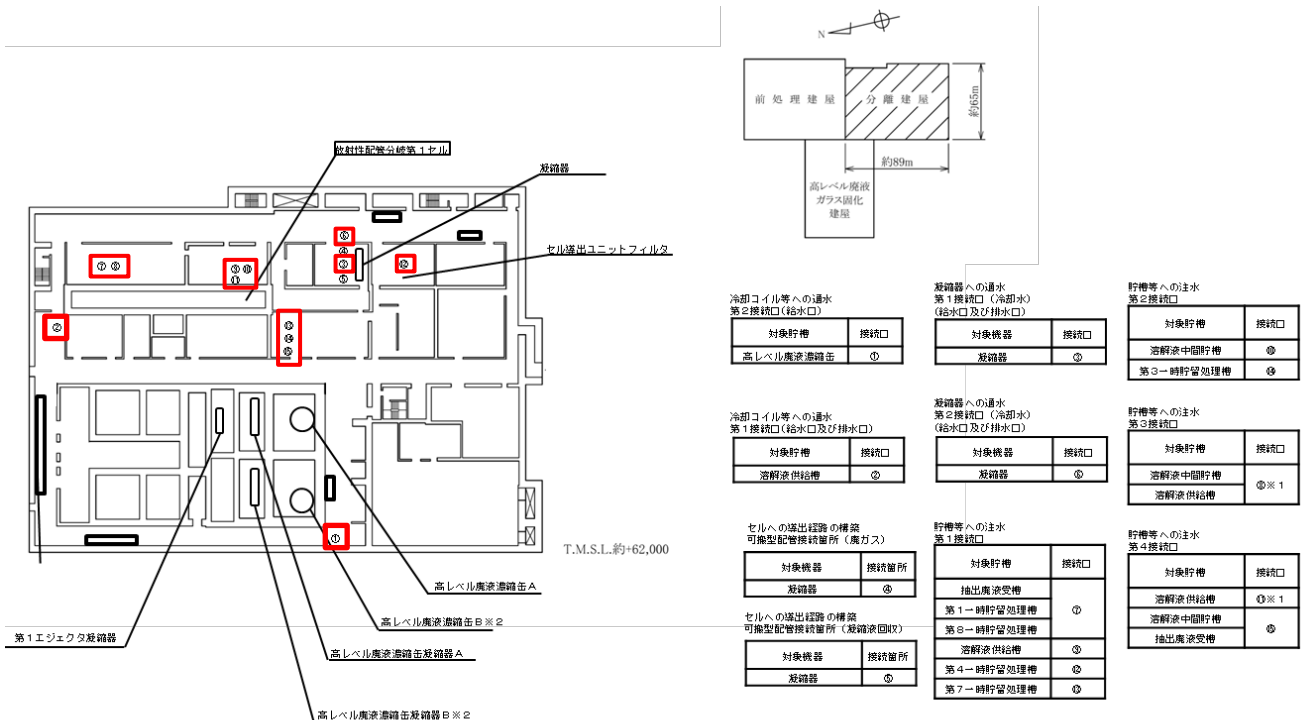 N
前処理建屋
分離建屋
約65m
約89m
高レベル廃液
ガラス固化
建屋
放射性配管分岐第1セル
凝縮器
セル導出ユニットフィルタ
⑥
④
③
⑤
⑫
⑦ ⑧
⑨ ⑩
⑪
②
⑬
⑭
⑮
①
T.M.S.L.約+62,000
高レベル廃液濃縮缶A
高レベル廃液濃縮缶B※2
第1エジェクタ凝縮器
高レベル廃液濃縮缶凝縮器A
高レベル廃液濃縮缶凝縮器B※2
冷却コイル等への通水
第2接続口(給水口)
対象貯槽 接続口
高レベル廃液濃縮缶 ①
冷却コイル等への通水
第1接続口(給水口及び排水口)
対象貯槽 接続口
溶解液供給槽 ②
セルへの導出経路の構築
可搬型配管接続箇所(廃ガス)
対象機器 接続箇所
凝縮器 ④
セルへの導出経路の構築
可搬型配管接続箇所(凝縮液回収)
対象機器 接続箇所
凝縮器 ⑤
凝縮器への通水
第1接続口(冷却水)
(給水口及び排水口)
対象機器 接続口
凝縮器 ③
凝縮器への通水
第2接続口(冷却水)
(給水口及び排水口)
対象機器 接続口
凝縮器 ⑥
貯槽等への注水
第1接続口
対象貯槽 接続口
抽出廃液受槽
第1一時貯留処理槽 ⑦
第8一時貯留処理槽
溶解液供給槽 ⑨
第4一時貯留処理槽 ⑫
第7一時貯留処理槽 ⑬
貯槽等への注水
第2接続口
対象貯槽 接続口
溶解液中間貯槽 ⑩
第3一時貯留処理槽 ⑭
貯槽等への注水
第3接続口
対象貯槽 接続口
溶解液中間貯槽 ⑧※1
溶解液供給槽
貯槽等への注水
第4接続口
対象貯槽 接続口
溶解液供給槽 ⑪※1
溶解液中間貯槽 ⑮
抽出廃液受槽